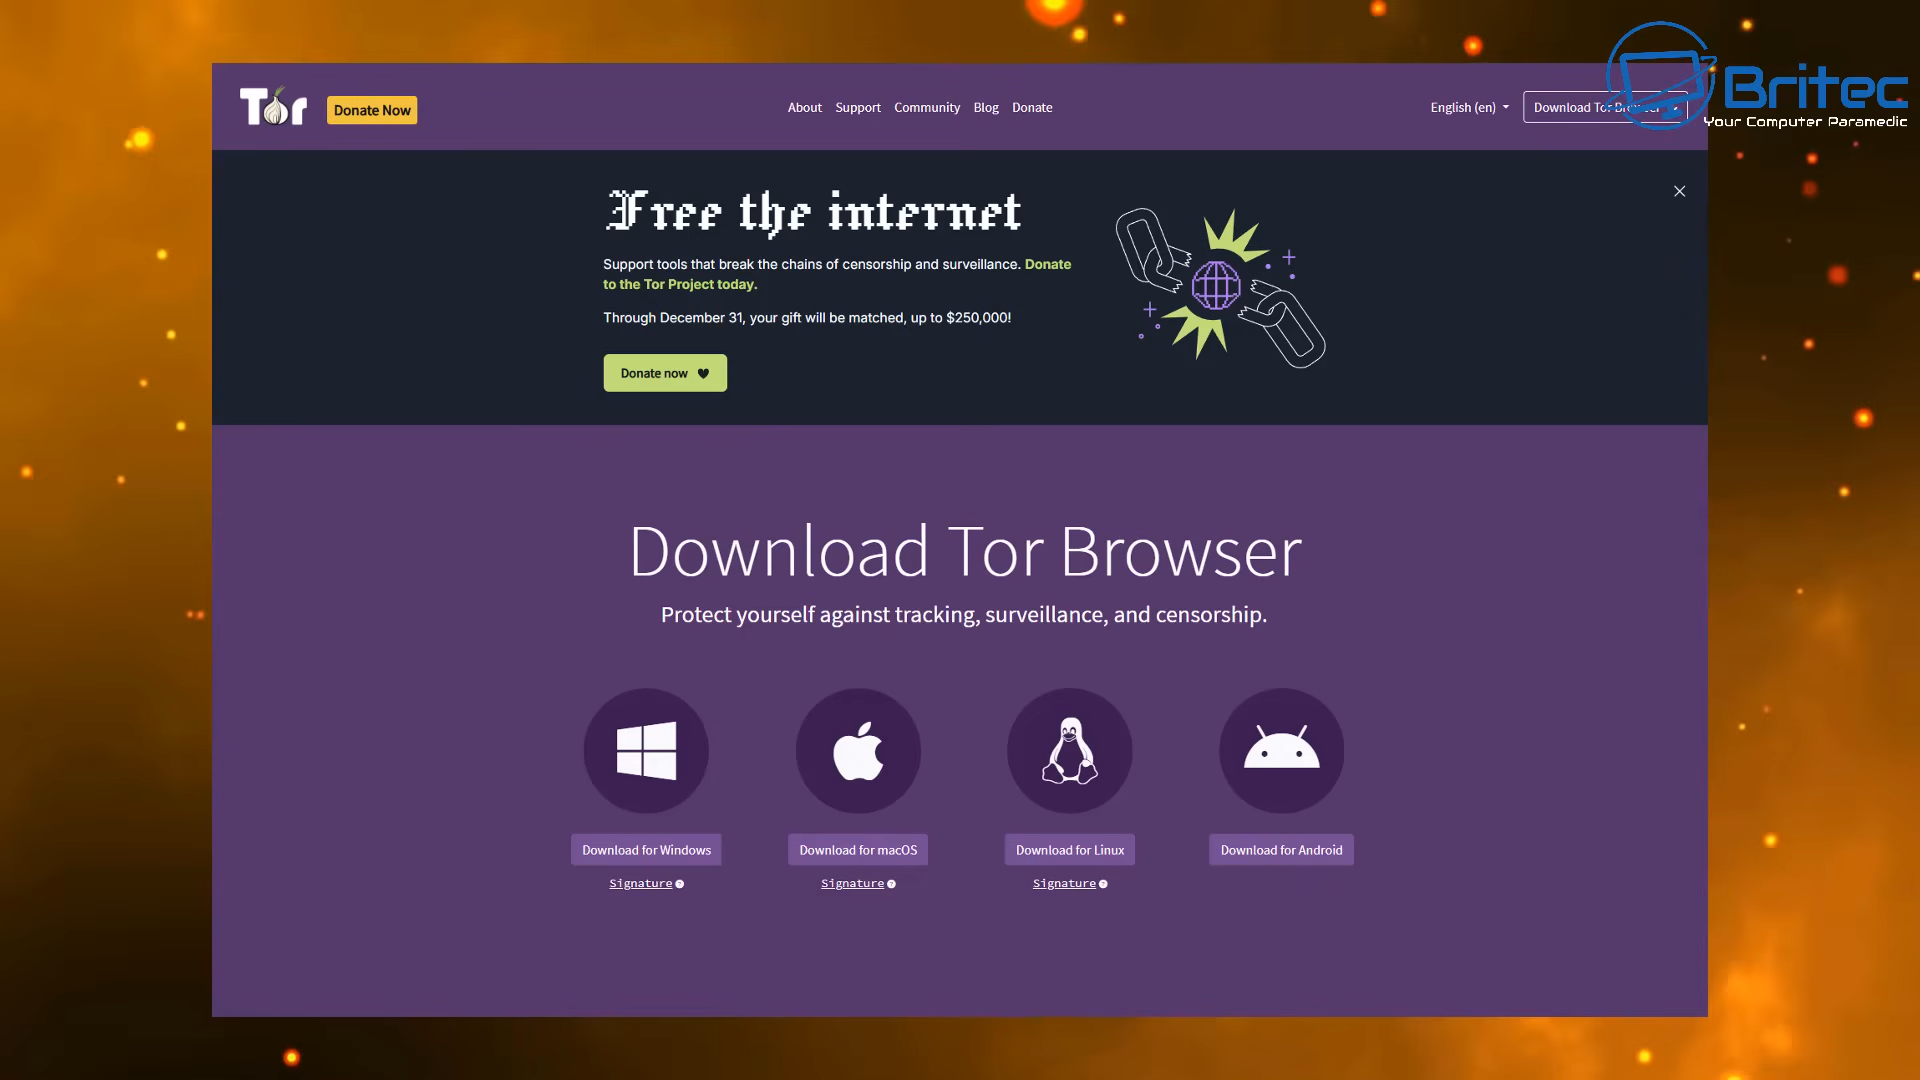 Tor
Donate Now
About Support Community Blog Donate
English (en)
Download Tor Browser
Britec
Your Computer Paramedic
Free the internet
Support tools that break the chains of censorship and surveillance. Donate
to the Tor Project today.
Through December 31, your gift will be matched, up to $250,000!
Donate now
Download Tor Browser
Protect yourself against tracking, surveillance, and censorship.
Download for Windows
Signature ?
Download for macOS
Signature ?
Download for Linux
Signature ?
Download for Android